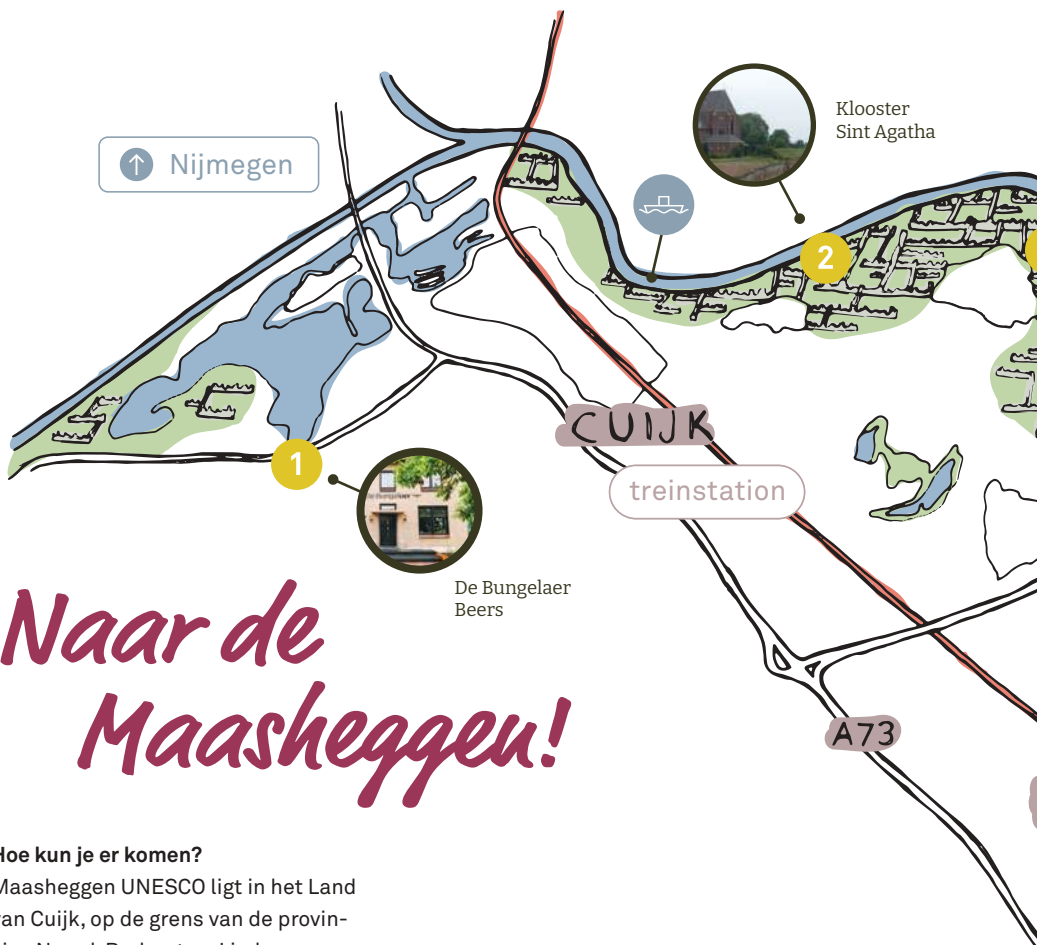 Klooster
Sint Agatha
Nijmegen
2
CUIJK
1
treinstation
De Bungelaer
Beers
Naar de
Maasheggen!
A73
Hoe kun je er komen?
Maasheggen UNESCO ligt in het Land
van Cuijk, op de grens van de provin-